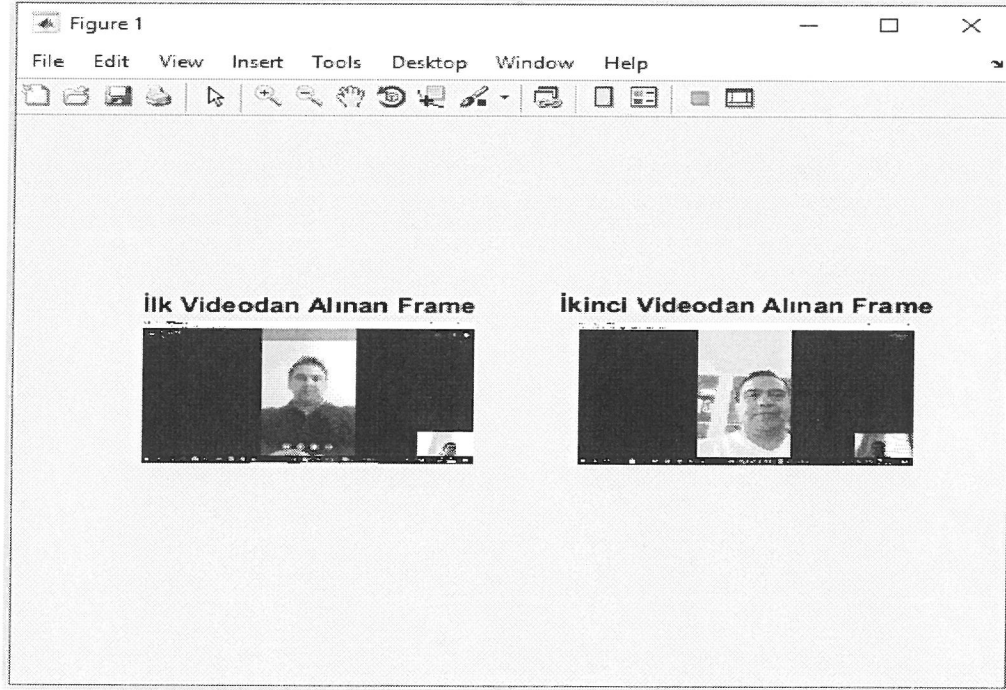 Figure 1
File Edit View Insert Tools Desktop Window Help
İlk Videodan Alınan Frame
İkinci Videodan Alınan Frame